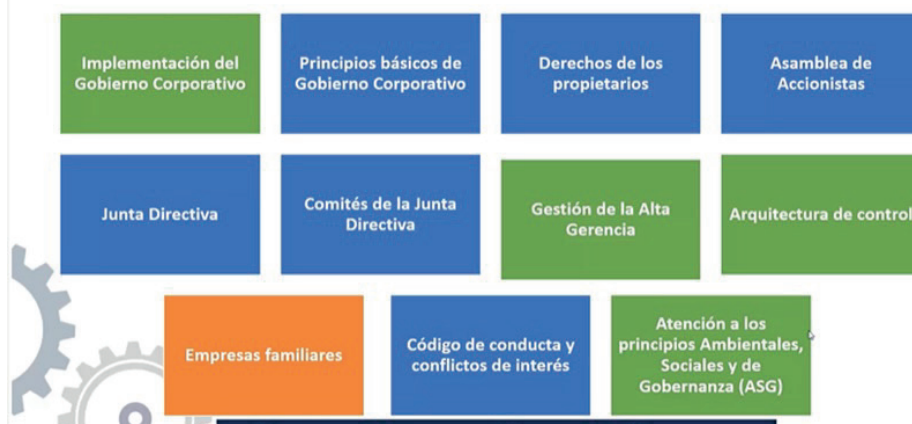 Implementación del
Gobierno Corporativo
Principios básicos de
Gobierno Corporativo
Derechos de los
propietarios
Asamblea de
Accionistas
Junta Directiva
Comités de la Junta
Directiva
Gestión de la Alta
Gerencia
Arquitectura de control
Empresas familiares
Código de conducta y
conflictos de interés
Atención a los
principios Ambientales,
Sociales y de
Gobernanza (ASG)